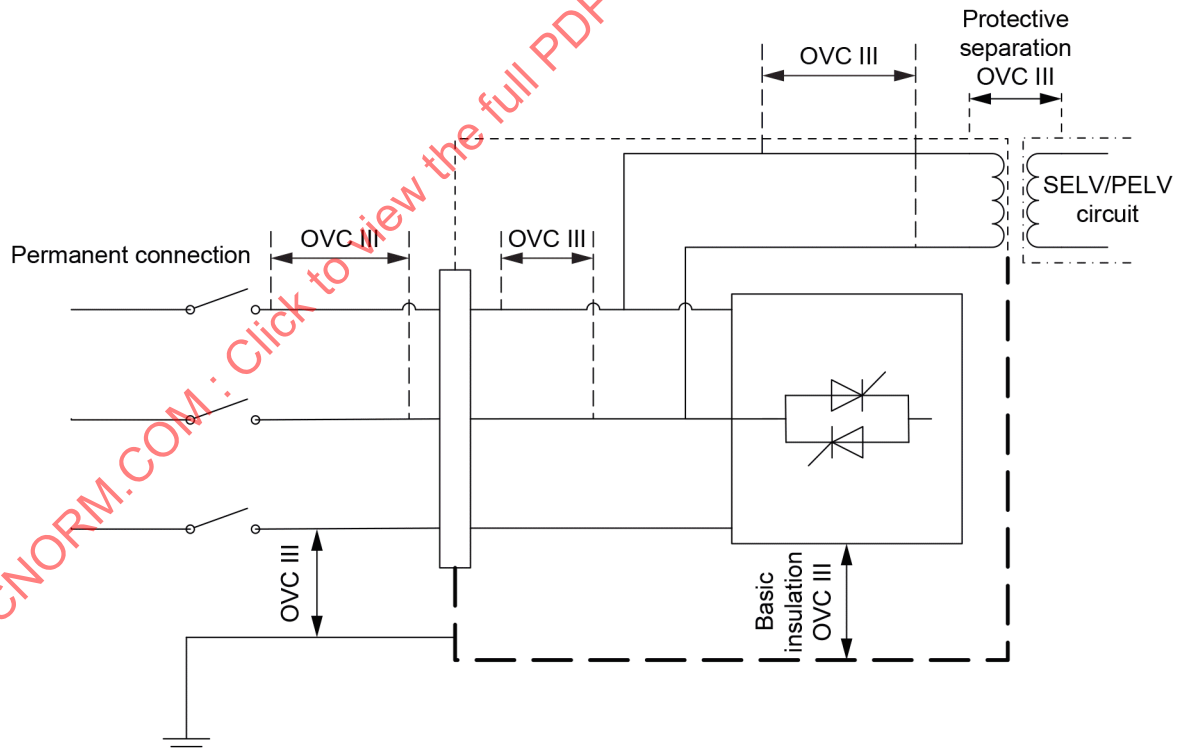 Protective
separation
OVC III
OVC III
SELV/PELV
circuit
Permanent connection
OVC III
OVC III
OVC III
Basic
insulation
OVC III
CNORM.COM : Click to view the full PDF